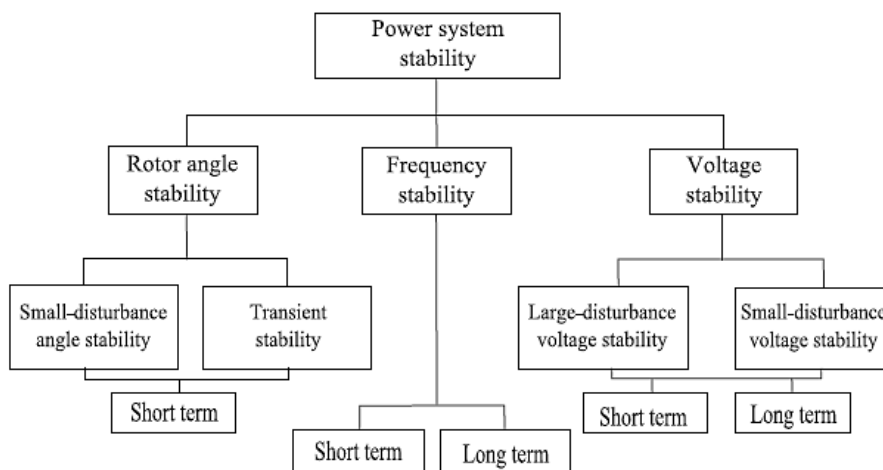 Power system
stability
Rotor angle
stability
Frequency
stability
Voltage
stability
Small-disturbance
angle stability
Transient
stability
Large-disturbance
voltage stability
Small-disturbance
voltage stability
Short term
Short term
Long term
Short term
Long term